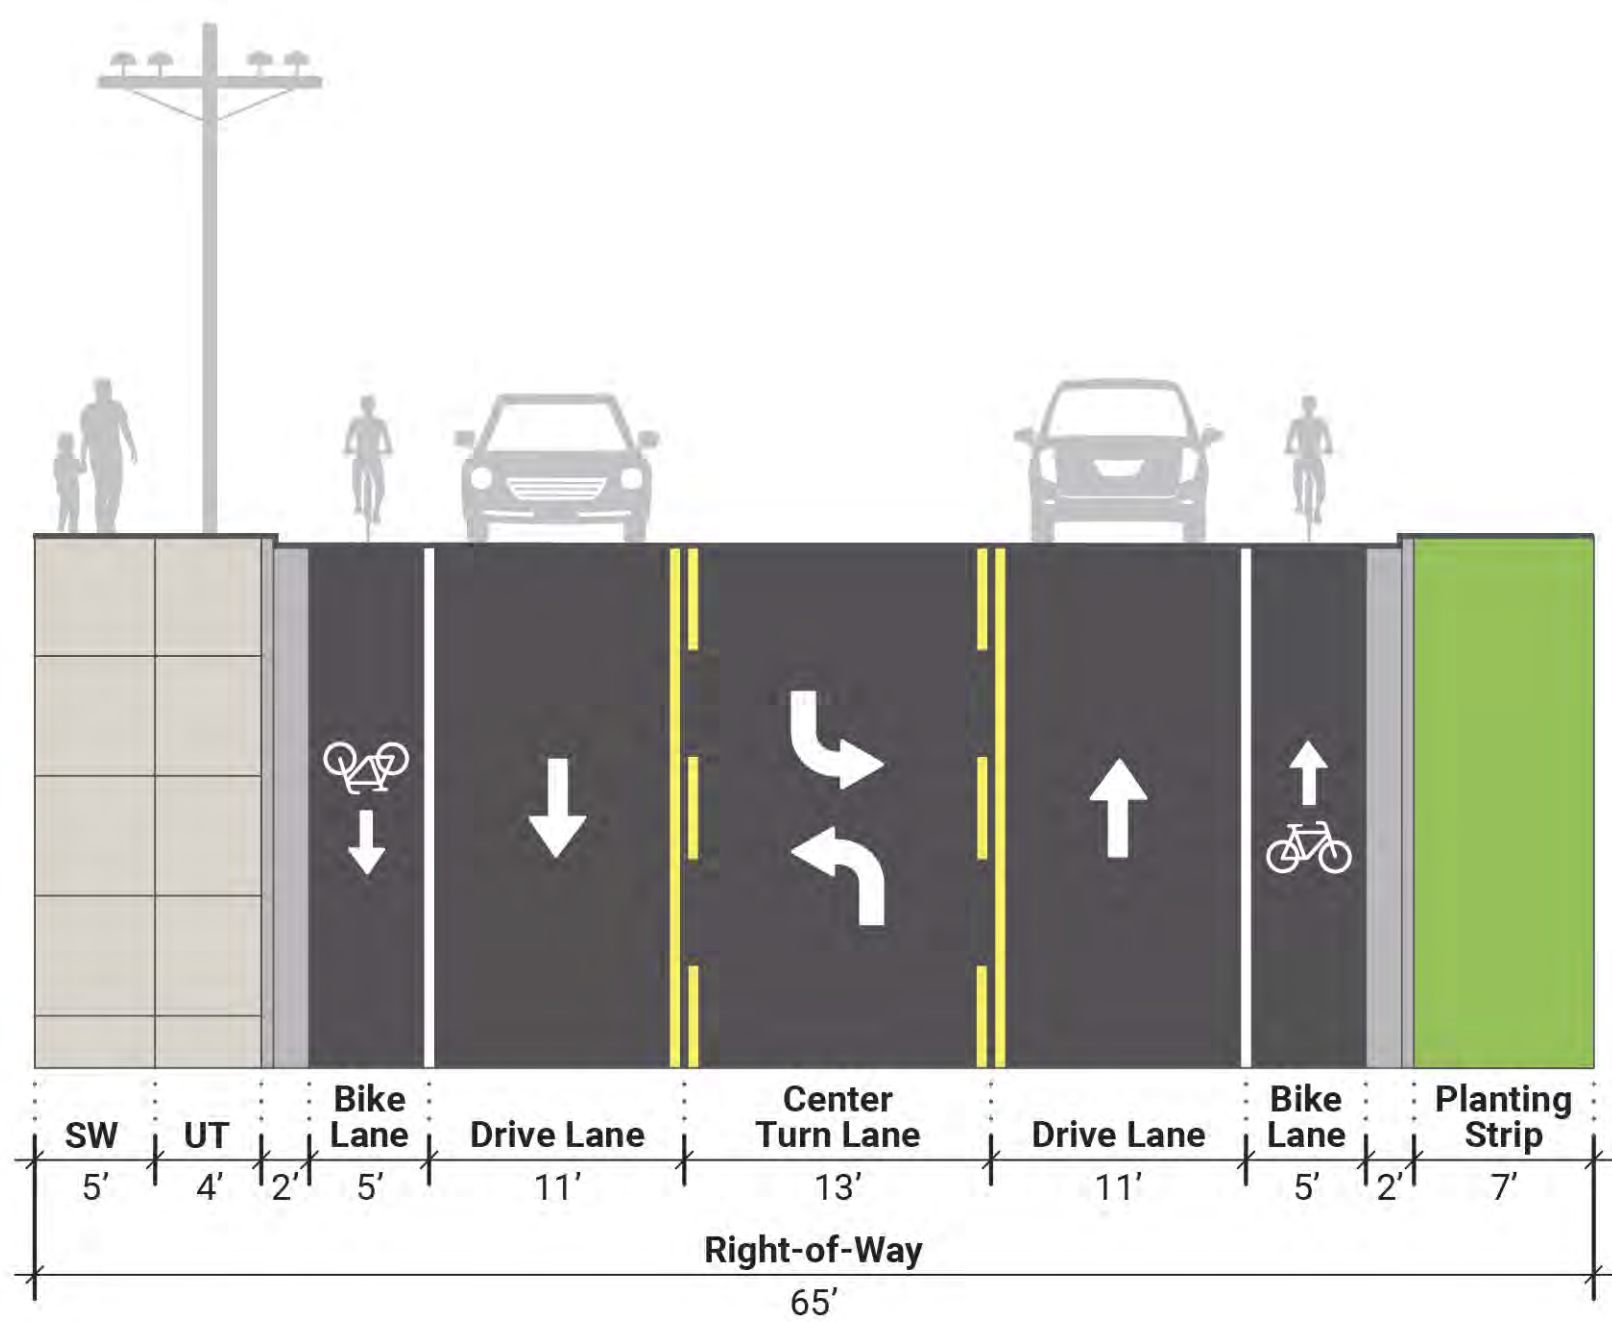 SW
UT
Bike
Lane
Drive Lane
Center
Turn Lane
Drive Lane
Bike
Lane
Planting
Strip
5’
4’
2’
5’
11’
13’
11’
5’
2’
7’
Right-of-Way
65’